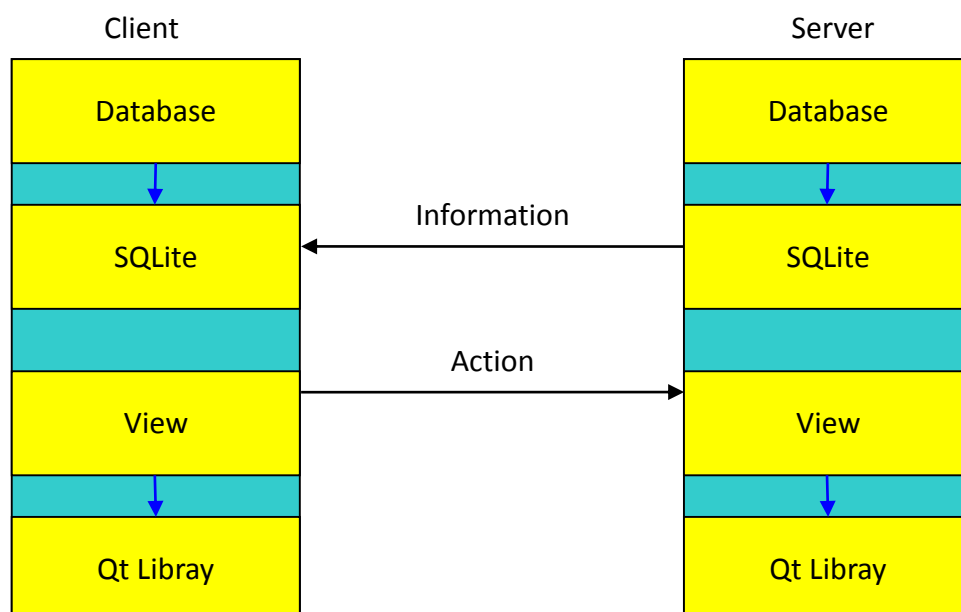 Client
Server
Database
Database
Information
SQLite
SQLite
Action
View
View
Qt Libray
Qt Libray